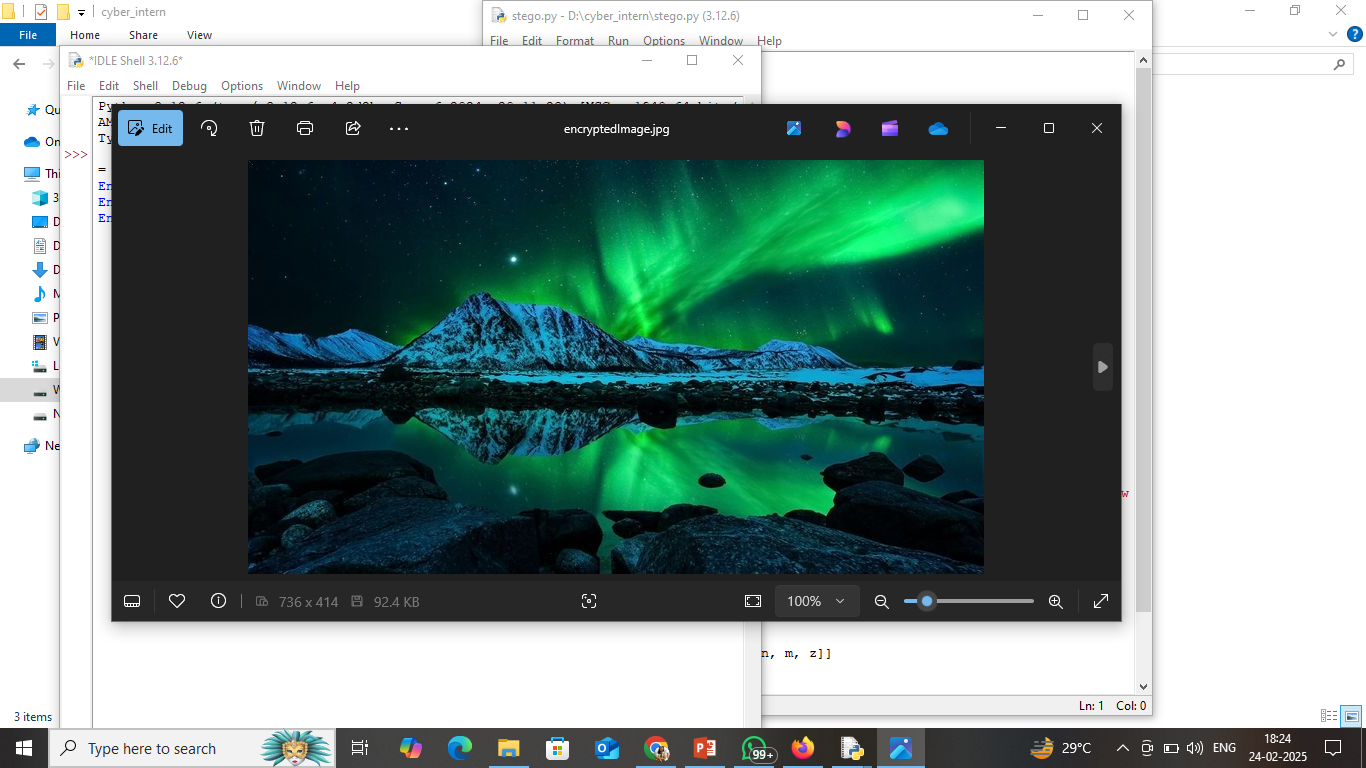 cyber_intern
File Home Share View
stego.py - D:\cyber_intern\stego.py (3.12.6)
File Edit Format Run Options Window Help
*IDLE Shell 3.12.6*
File Edit Shell Debug Options Window Help
>>>
=
En
En
En
Edit
encryptedImage.jpg
736 x 414 92.4 KB
100%
w
n, m, z]]
Ln: 1 Col: 0
3 items
Type here to search
99+
29°C
ENG
18:24
24-02-2025